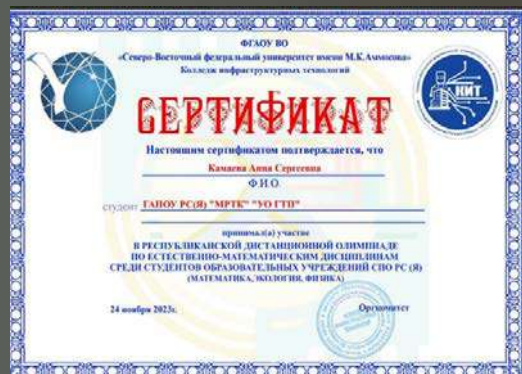 ФГАОУ ВО
«Северо-Восточный федеральный университет имени М.К.Аммосова»
Колледж инфраструктурных технологий
КИТ
СЕРТИФИКАТ
Настоящим сертификатом подтверждается, что
Камаева Анна Сергеевна
Ф.И.О.
студент ГАПОУ РС(Я) "МРТК" "УО ГТП"
принимал(а) участие
В РЕСПУБЛИКАНСКОЙ ДИСТАНЦИОННОЙ ОЛИМПИАДЕ
ПО ЕСТЕСТВЕННО-МАТЕМАТИЧЕСКИМ ДИСЦИПЛИНАМ
СРЕДИ СТУДЕНТОВ ОБРАЗОВАТЕЛЬНЫХ УЧРЕЖДЕНИЙ СПО РС (Я)
(МАТЕМАТИКА, ЭКОЛОГИЯ, ФИЗИКА)
24 ноября 2023г.
Оргкомитет